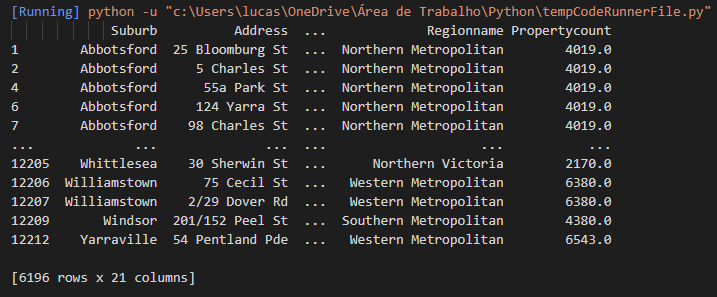 [Running] python -u "c:\Users\lucas\OneDrive\Área de Trabalho\Python\tempCodeRunnerFile.py"
Suburb Address ... Regionname Propertycount
1 Abbotsford 25 Bloomburg St ... Northern Metropolitan 4019.0
2 Abbotsford 5 Charles St ... Northern Metropolitan 4019.0
4 Abbotsford 55a Park St ... Northern Metropolitan 4019.0
6 Abbotsford 124 Yarra St ... Northern Metropolitan 4019.0
7 Abbotsford 98 Charles St ... Northern Metropolitan 4019.0
... ... ... ... ... ...
12205 Whittlesea 30 Sherwin St ... Northern Victoria 2170.0
12206 Williamstown 75 Cecil St ... Western Metropolitan 6380.0
12207 Williamstown 2/29 Dover Rd ... Western Metropolitan 6380.0
12209 Windsor 201/152 Peel St ... Southern Metropolitan 4380.0
12212 Yarraville 54 Pentland Pde ... Western Metropolitan 6543.0
[6196 rows x 21 columns]